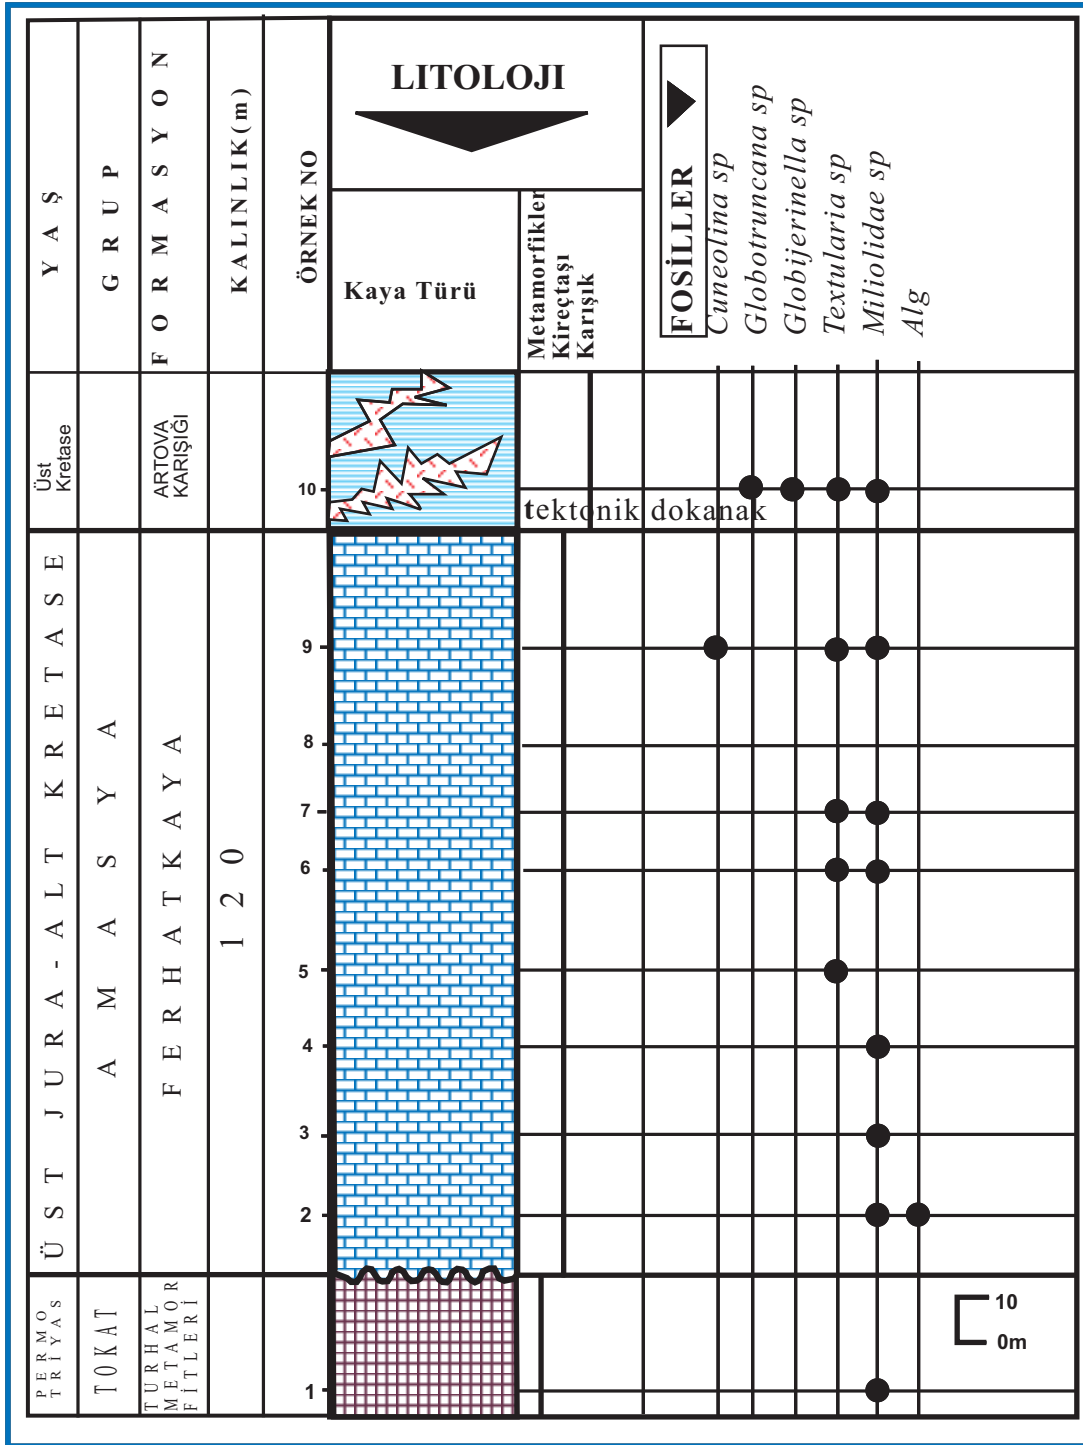 YAŞ
GRUP
FORMASYON
KALINLIK(m)
ÖRNEK NO
LITOLOJI
Kaya Türü
Metamorfikler
Kireçtaşı
Karışık
FOSİLLER
Cuneolina sp
Globotruncana sp
Globijerinella sp
Textularia sp
Miliolidae sp
Alg
Üst
Kretase
ARTOVA
KARIŞIĞI
10
tektonik dokanak
ÜST JURA-ALT KRETASE
AMASYA
FERHATKAYA
120
9
8
7
6
5
4
3
2
PERMO
TRİYAS
TOKAT
TURHAL
METAMOR
FİTLERİ
1
10
0m